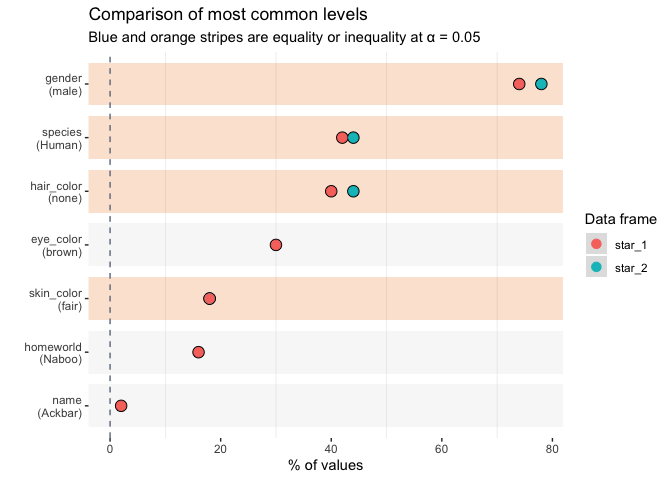 Comparison of most common levels
Blue and orange stripes are equality or inequality at α = 0.05
gender
(male)
species
(Human)
hair_color
(none)
eye_color
(brown)
skin_color
(fair)
homeworld
(Naboo)
name
(Ackbar)
0 20 40 60 80
% of values
Data frame
star_1
star_2